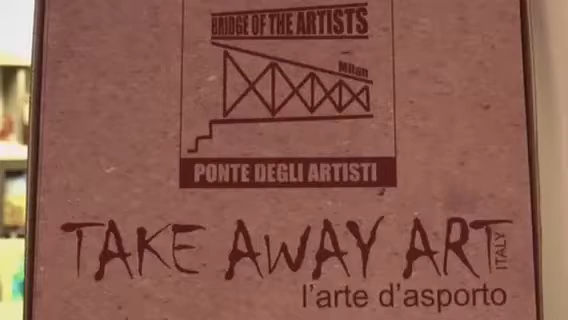 BRIDGE OF THE ARTISTS
Milan
PONTE DEGLI ARTISTI
TAKE AWAY ART
ITALY
l'arte d'asporto